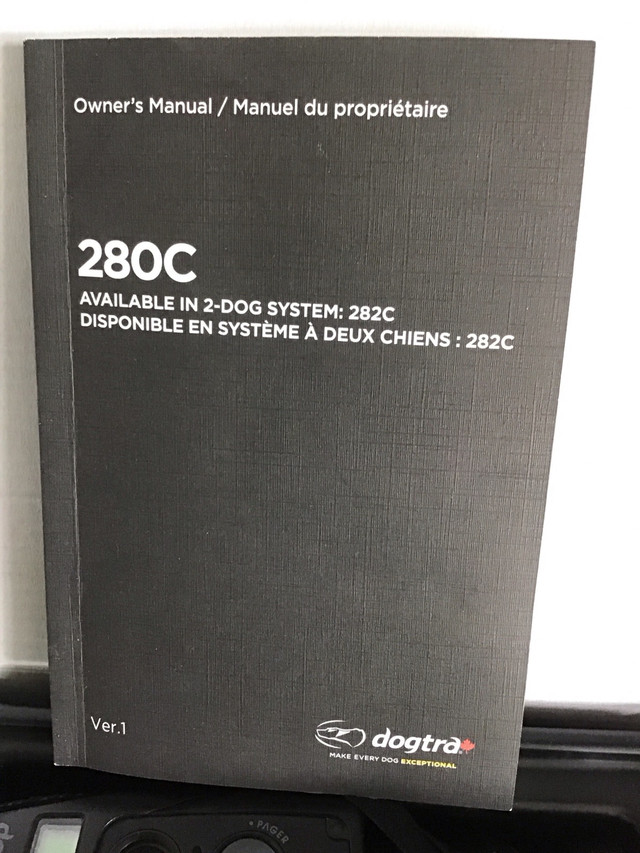 Owner's Manual / Manuel du propriétaire
280C
AVAILABLE IN 2-DOG SYSTEM: 282C
DISPONIBLE EN SYSTÈME À DEUX CHIENS : 282C
Ver.1
dogtra
MAKE EVERY DOG EXCEPTIONAL
PAGER